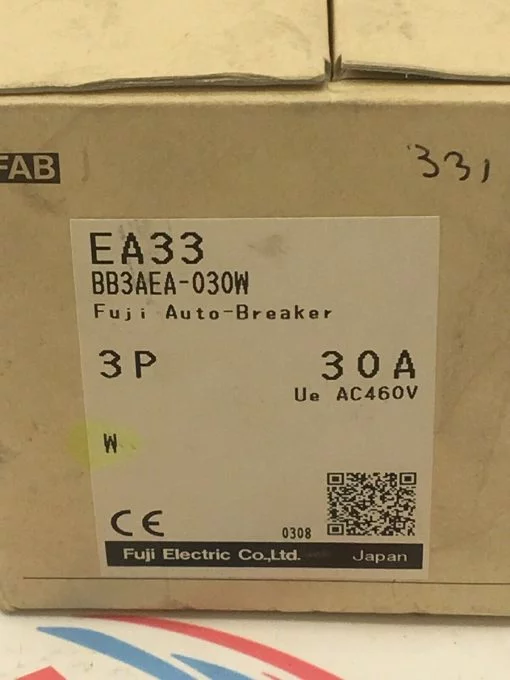 FAB
331
EA33
BB3AEA-030W
Fuji Auto-Breaker
3P 30A
Ue AC460V
W
CE 0308
Fuji Electric Co.,Ltd. Japan